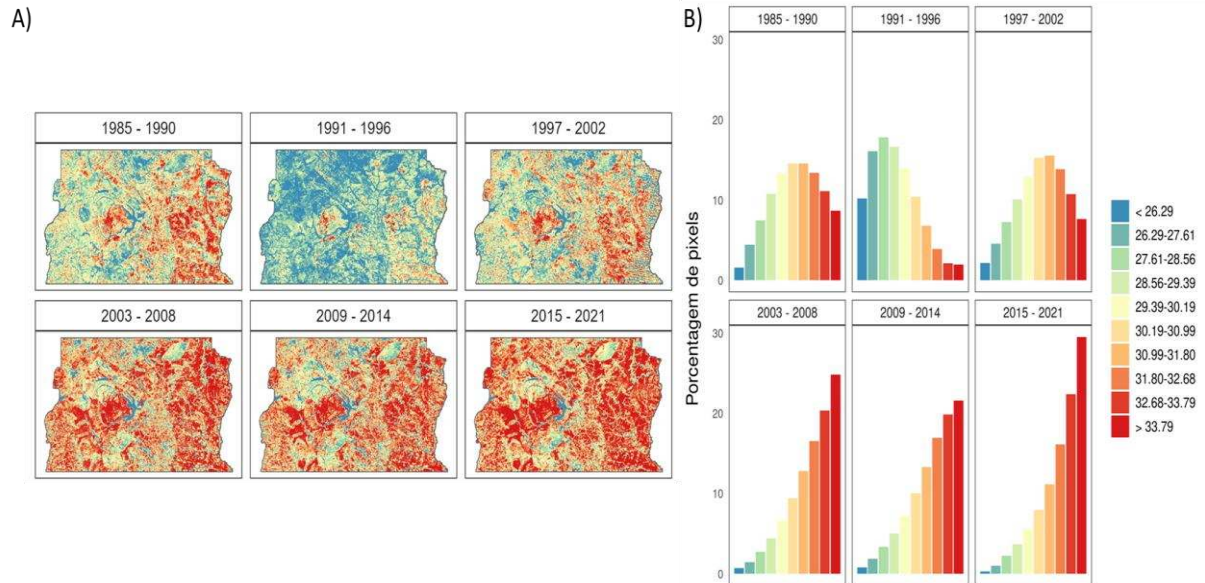 A)
1985 - 1990
1991 - 1996
1997 - 2002
2003 - 2008
2009 - 2014
2015 - 2021
B)
1985 - 1990
1991 - 1996
1997 - 2002
30
20
10
0
2003 - 2008
2009 - 2014
2015 - 2021
30
20
10
0
Porcentagem de pixels
< 26.29
26.29-27.61
27.61-28.56
28.56-29.39
29.39-30.19
30.19-30.99
30.99-31.80
31.80-32.68
32.68-33.79
> 33.79